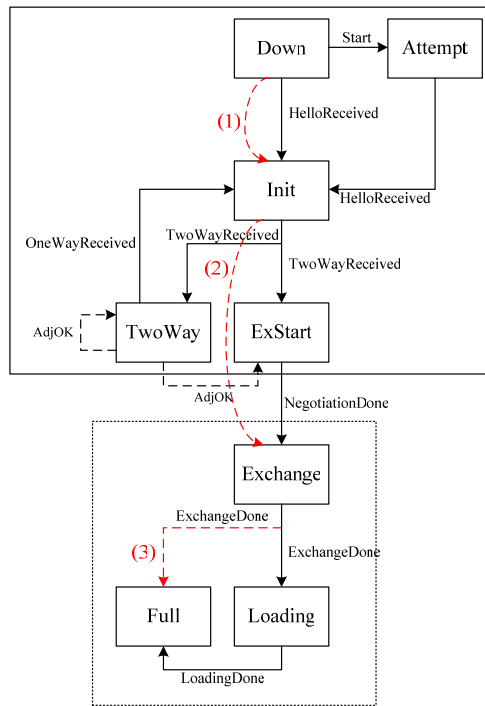 Down
Start
Attempt
(1)
HelloReceived
Init
HelloReceived
OneWayReceived
TwoWayReceived
(2)
TwoWayReceived
AdjOK
TwoWay
ExStart
AdjOK
NegotiationDone
Exchange
ExchangeDone
(3)
ExchangeDone
Full
Loading
LoadingDone